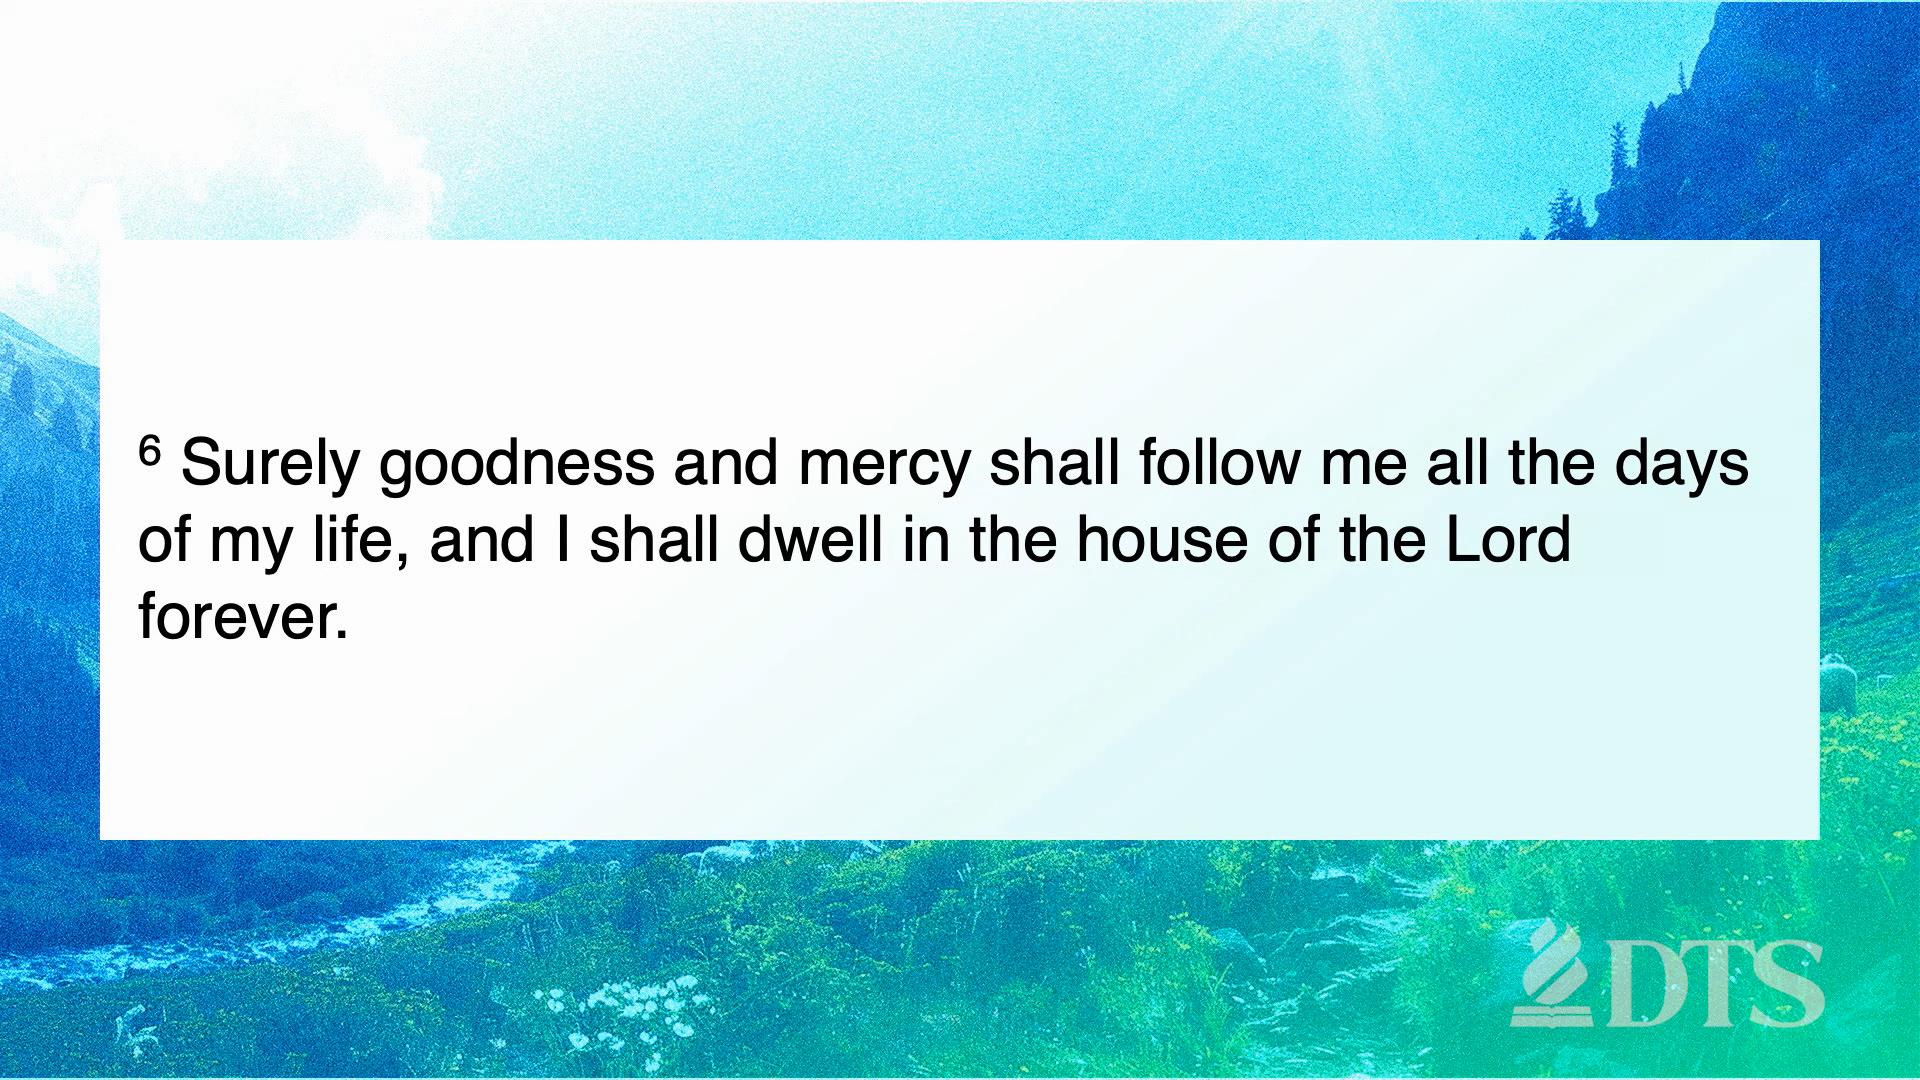 6 Surely goodness and mercy shall follow me all the days
of my life, and I shall dwell in the house of the Lord
forever.
DTS